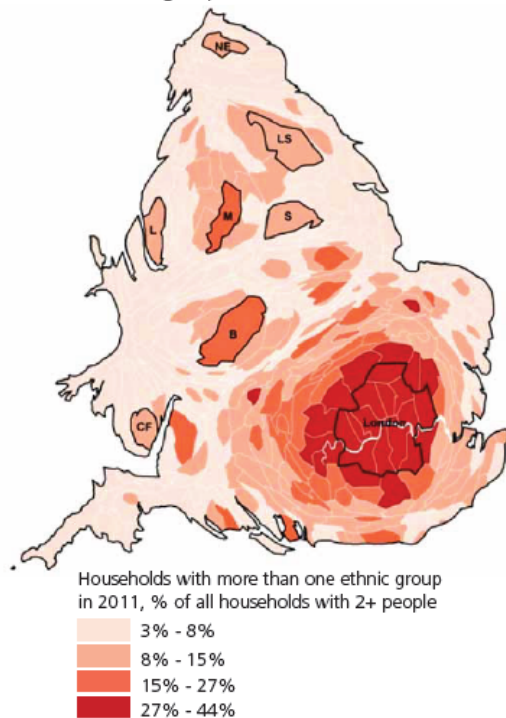 NE
LS
L
M
S
B
CF
London
Households with more than one ethnic group
in 2011, % of all households with 2+ people
3% - 8%
8% - 15%
15% - 27%
27% - 44%